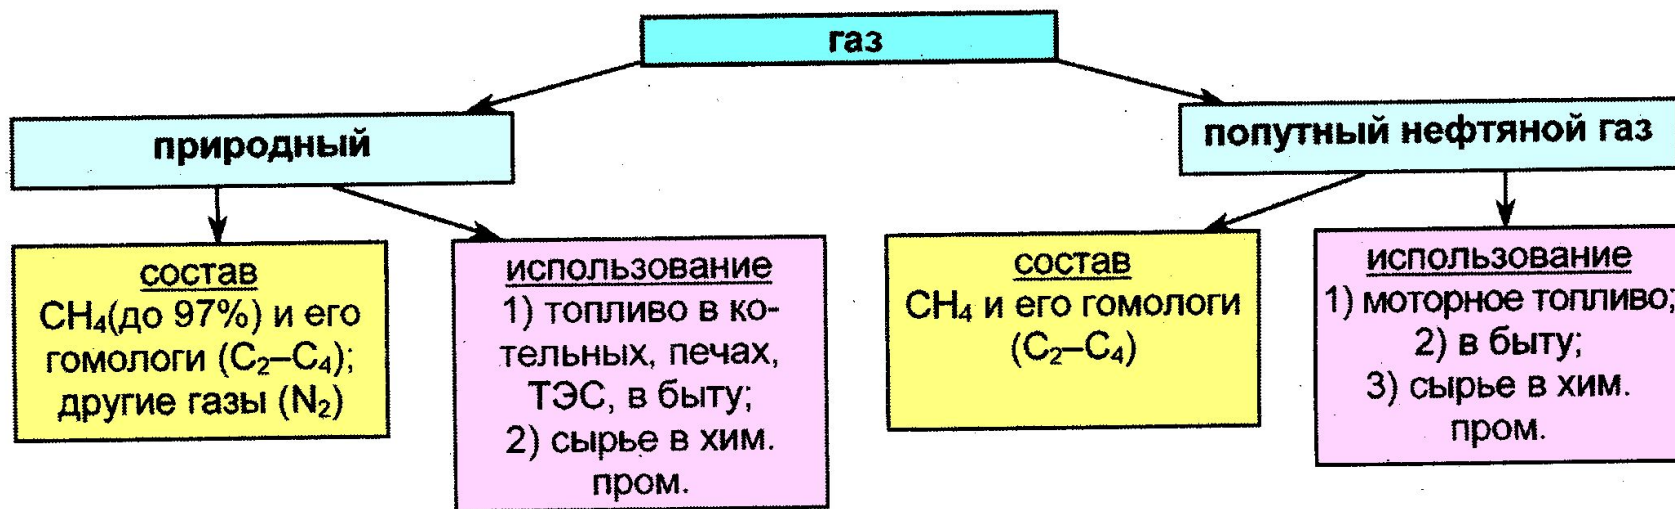 газ
природный
попутный нефтяной газ
состав
CH₄(до 97%) и его
гомологи (C₂–C₄);
другие газы (N₂)
использование
1) топливо в ко-
тельных, печах,
ТЭС, в быту;
2) сырье в хим.
пром.
состав
CH₄ и его гомологи
(C₂–C₄)
использование
1) моторное топливо;
2) в быту;
3) сырье в хим.
пром.